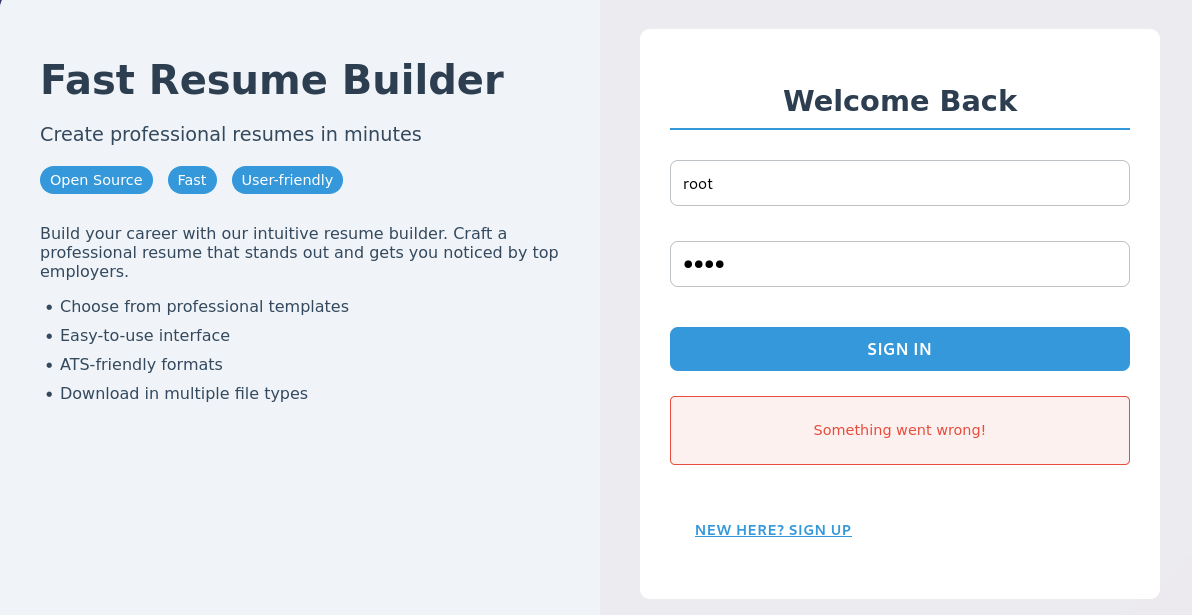 Fast Resume Builder
Create professional resumes in minutes
Open Source Fast User-friendly
Build your career with our intuitive resume builder. Craft a
professional resume that stands out and gets you noticed by top
employers.
• Choose from professional templates
• Easy-to-use interface
• ATS-friendly formats
• Download in multiple file types
Welcome Back
root
••••
SIGN IN
Something went wrong!
NEW HERE? SIGN UP